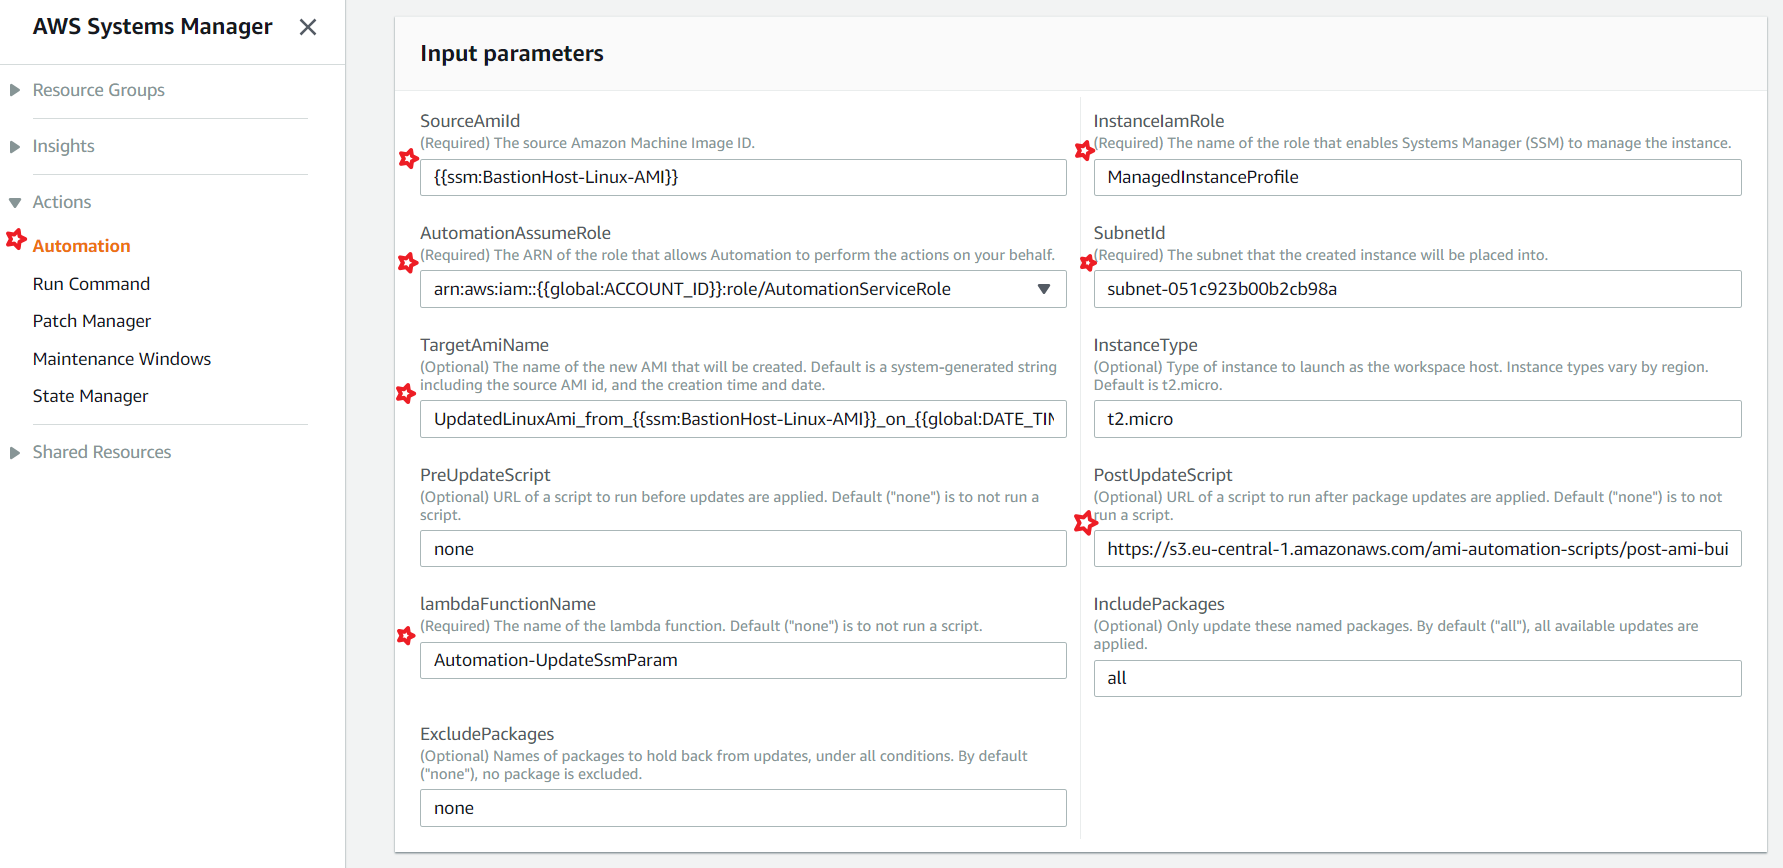 AWS Systems Manager
Resource Groups
Insights
Actions
Automation
Run Command
Patch Manager
Maintenance Windows
State Manager
Shared Resources
Input parameters
SourceAmiId
(Required) The source Amazon Machine Image ID.
{{ssm:BastionHost-Linux-AMI}}
InstanceIamRole
(Required) The name of the role that enables Systems Manager (SSM) to manage the instance.
ManagedInstanceProfile
AutomationAssumeRole
(Required) The ARN of the role that allows Automation to perform the actions on your behalf.
arn:aws:iam::{{global:ACCOUNT_ID}}:role/AutomationServiceRole
SubnetId
(Required) The subnet that the created instance will be placed into.
subnet-051c923b00b2cb98a
TargetAmiName
(Optional) The name of the new AMI that will be created. Default is a system-generated string
including the source AMI id, and the creation time and date.
UpdatedLinuxAmi_from_{{ssm:BastionHost-Linux-AMI}}_on_{{global:DATE_TIM
InstanceType
(Optional) Type of instance to launch as the workspace host. Instance types vary by region.
Default is t2.micro.
t2.micro
PreUpdateScript
(Optional) URL of a script to run before updates are applied. Default ("none") is to not run a
script.
none
PostUpdateScript
(Optional) URL of a script to run after package updates are applied. Default ("none") is to not
run a script.
https://s3.eu-central-1.amazonaws.com/ami-automation-scripts/post-ami-bui
lambdaFunctionName
(Required) The name of the lambda function. Default ("none") is to not run a script.
Automation-UpdateSsmParam
IncludePackages
(Optional) Only update these named packages. By default ("all"), all available updates are
applied.
all
ExcludePackages
(Optional) Names of packages to hold back from updates, under all conditions. By default
("none"), no package is excluded.
none